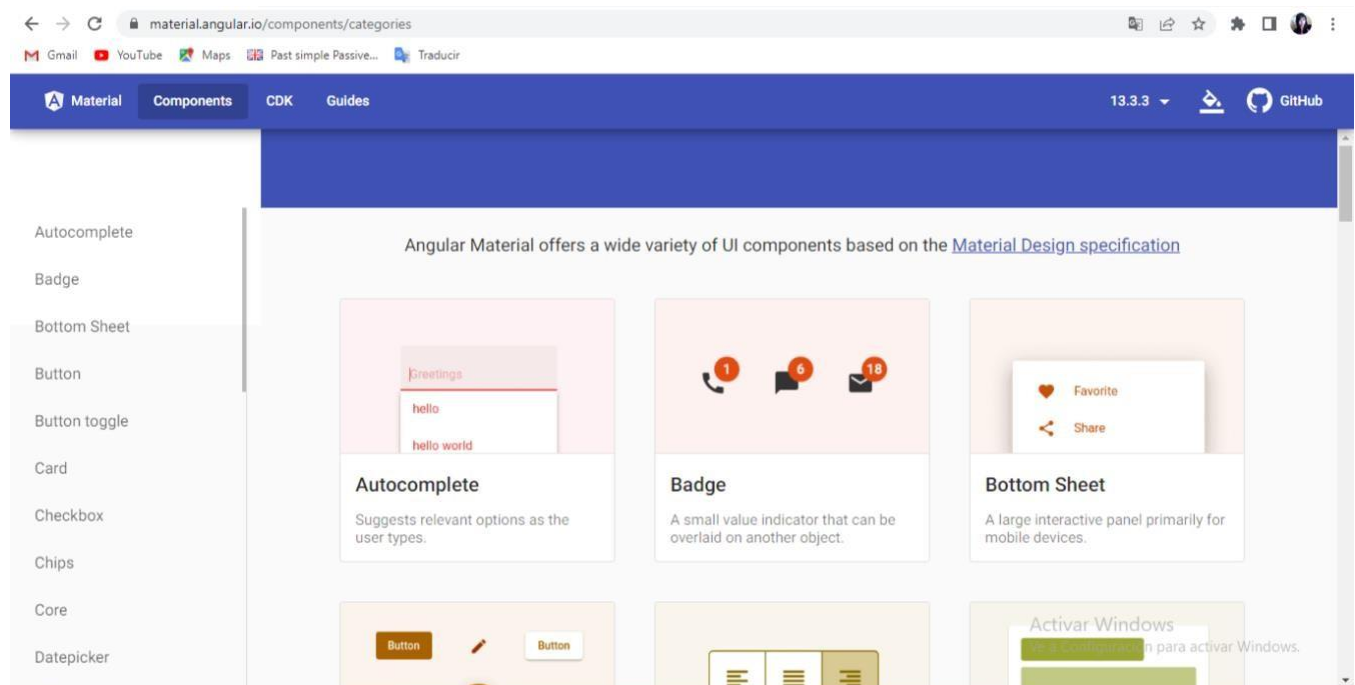 material.angular.io/components/categories
Gmail YouTube Maps Past simple Passive... Traducir
Material Components CDK Guides 13.3.3 GitHub
Autocomplete
Badge
Bottom Sheet
Button
Button toggle
Card
Checkbox
Chips
Core
Datepicker
Angular Material offers a wide variety of UI components based on the Material Design specification
Greetings
hello
hello world
Autocomplete
Suggests relevant options as the
user types.
1 6 18
Badge
A small value indicator that can be
overlaid on another object.
Favorite
Share
Bottom Sheet
A large interactive panel primarily for
mobile devices.
Button Button
Activar Windows
Ve a Configuración para activar Windows.